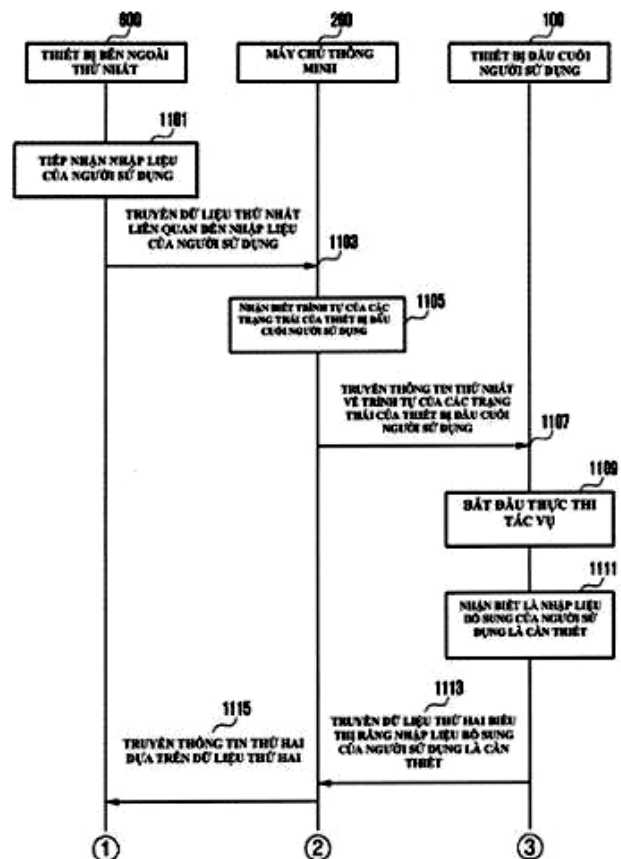 600
200
100
THIẾT BỊ BÊN NGOÀI
THỨ NHẤT
MÁY CHỦ THÔNG
MINH
THIẾT BỊ ĐẦU CUỐI
NGƯỜI SỬ DỤNG
1101
TIẾP NHẬN NHẬP LIỆU
CỦA NGƯỜI SỬ DỤNG
TRUYỀN DỮ LIỆU THỨ NHẤT
LIÊN QUAN ĐẾN NHẬP LIỆU
CỦA NGƯỜI SỬ DỤNG
1103
1105
NHẬN BIẾT TRÌNH TỰ CỦA CÁC
TRẠNG THÁI CỦA THIẾT BỊ ĐẦU
CUỐI NGƯỜI SỬ DỤNG
TRUYỀN THÔNG TIN THỨ NHẤT
VỀ TRÌNH TỰ CỦA CÁC TRẠNG
THÁI CỦA THIẾT BỊ ĐẦU CUỐI
NGƯỜI SỬ DỤNG
1107
1109
BẮT ĐẦU THỰC THI
TÁC VỤ
1111
NHẬN BIẾT LÀ NHẬP LIỆU
BỔ SUNG CỦA NGƯỜI SỬ
DỤNG LÀ CẦN THIẾT
1113
TRUYỀN DỮ LIỆU THỨ HAI BIỂU
THỊ RẰNG NHẬP LIỆU BỔ SUNG
CỦA NGƯỜI SỬ DỤNG LÀ CẦN
THIẾT
1115
TRUYỀN THÔNG TIN THỨ HAI
DỰA TRÊN DỮ LIỆU THỨ HAI
1
2
3